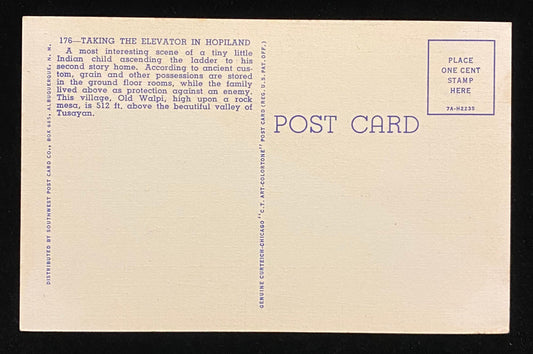 176—TAKING THE ELEVATOR IN HOPILAND
A most interesting scene of a tiny little
Indian child ascending the ladder to his
second story home. According to ancient cus-
tom, grain and other possessions are stored
in the ground floor rooms, while the family
lived above as protection against an enemy.
This village, Old Walpi, high upon a rock
mesa, is 512 ft. above the beautiful valley of
Tusayan.
DISTRIBUTED BY SOUTHWEST POST CARD CO., BOX 685, ALBUQUERQUE, N. M.
GENUINE CURTEICH-CHICAGO "C.T. ART-COLORTONE" POST CARD (REG. U.S. PAT. OFF.)
POST CARD
PLACE
ONE CENT
STAMP
HERE
7A-H2235